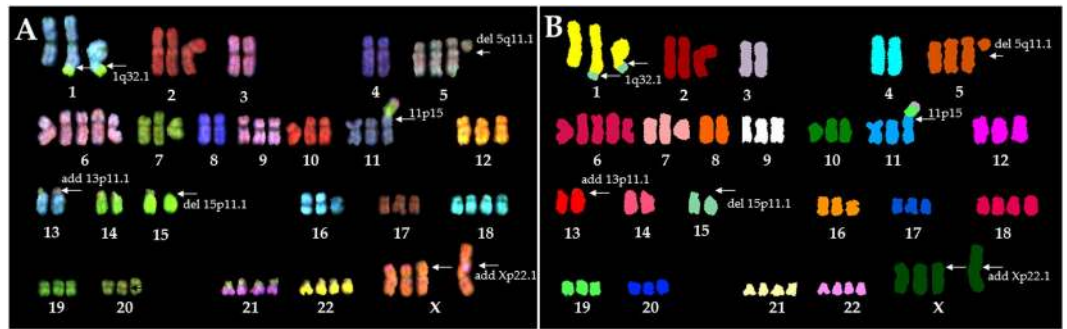 A
del 5q11.1
1q32.1
1 2 3 4 5
11p15
6 7 8 9 10 11 12
add 13p11.1
del 15p11.1
13 14 15 16 17 18
add Xp22.1
19 20 21 22 X
B
del 5q11.1
1q32.1
1 2 3 4 5
11p15
6 7 8 9 10 11 12
add 13p11.1
del 15p11.1
13 14 15 16 17 18
add Xp22.1
19 20 21 22 X